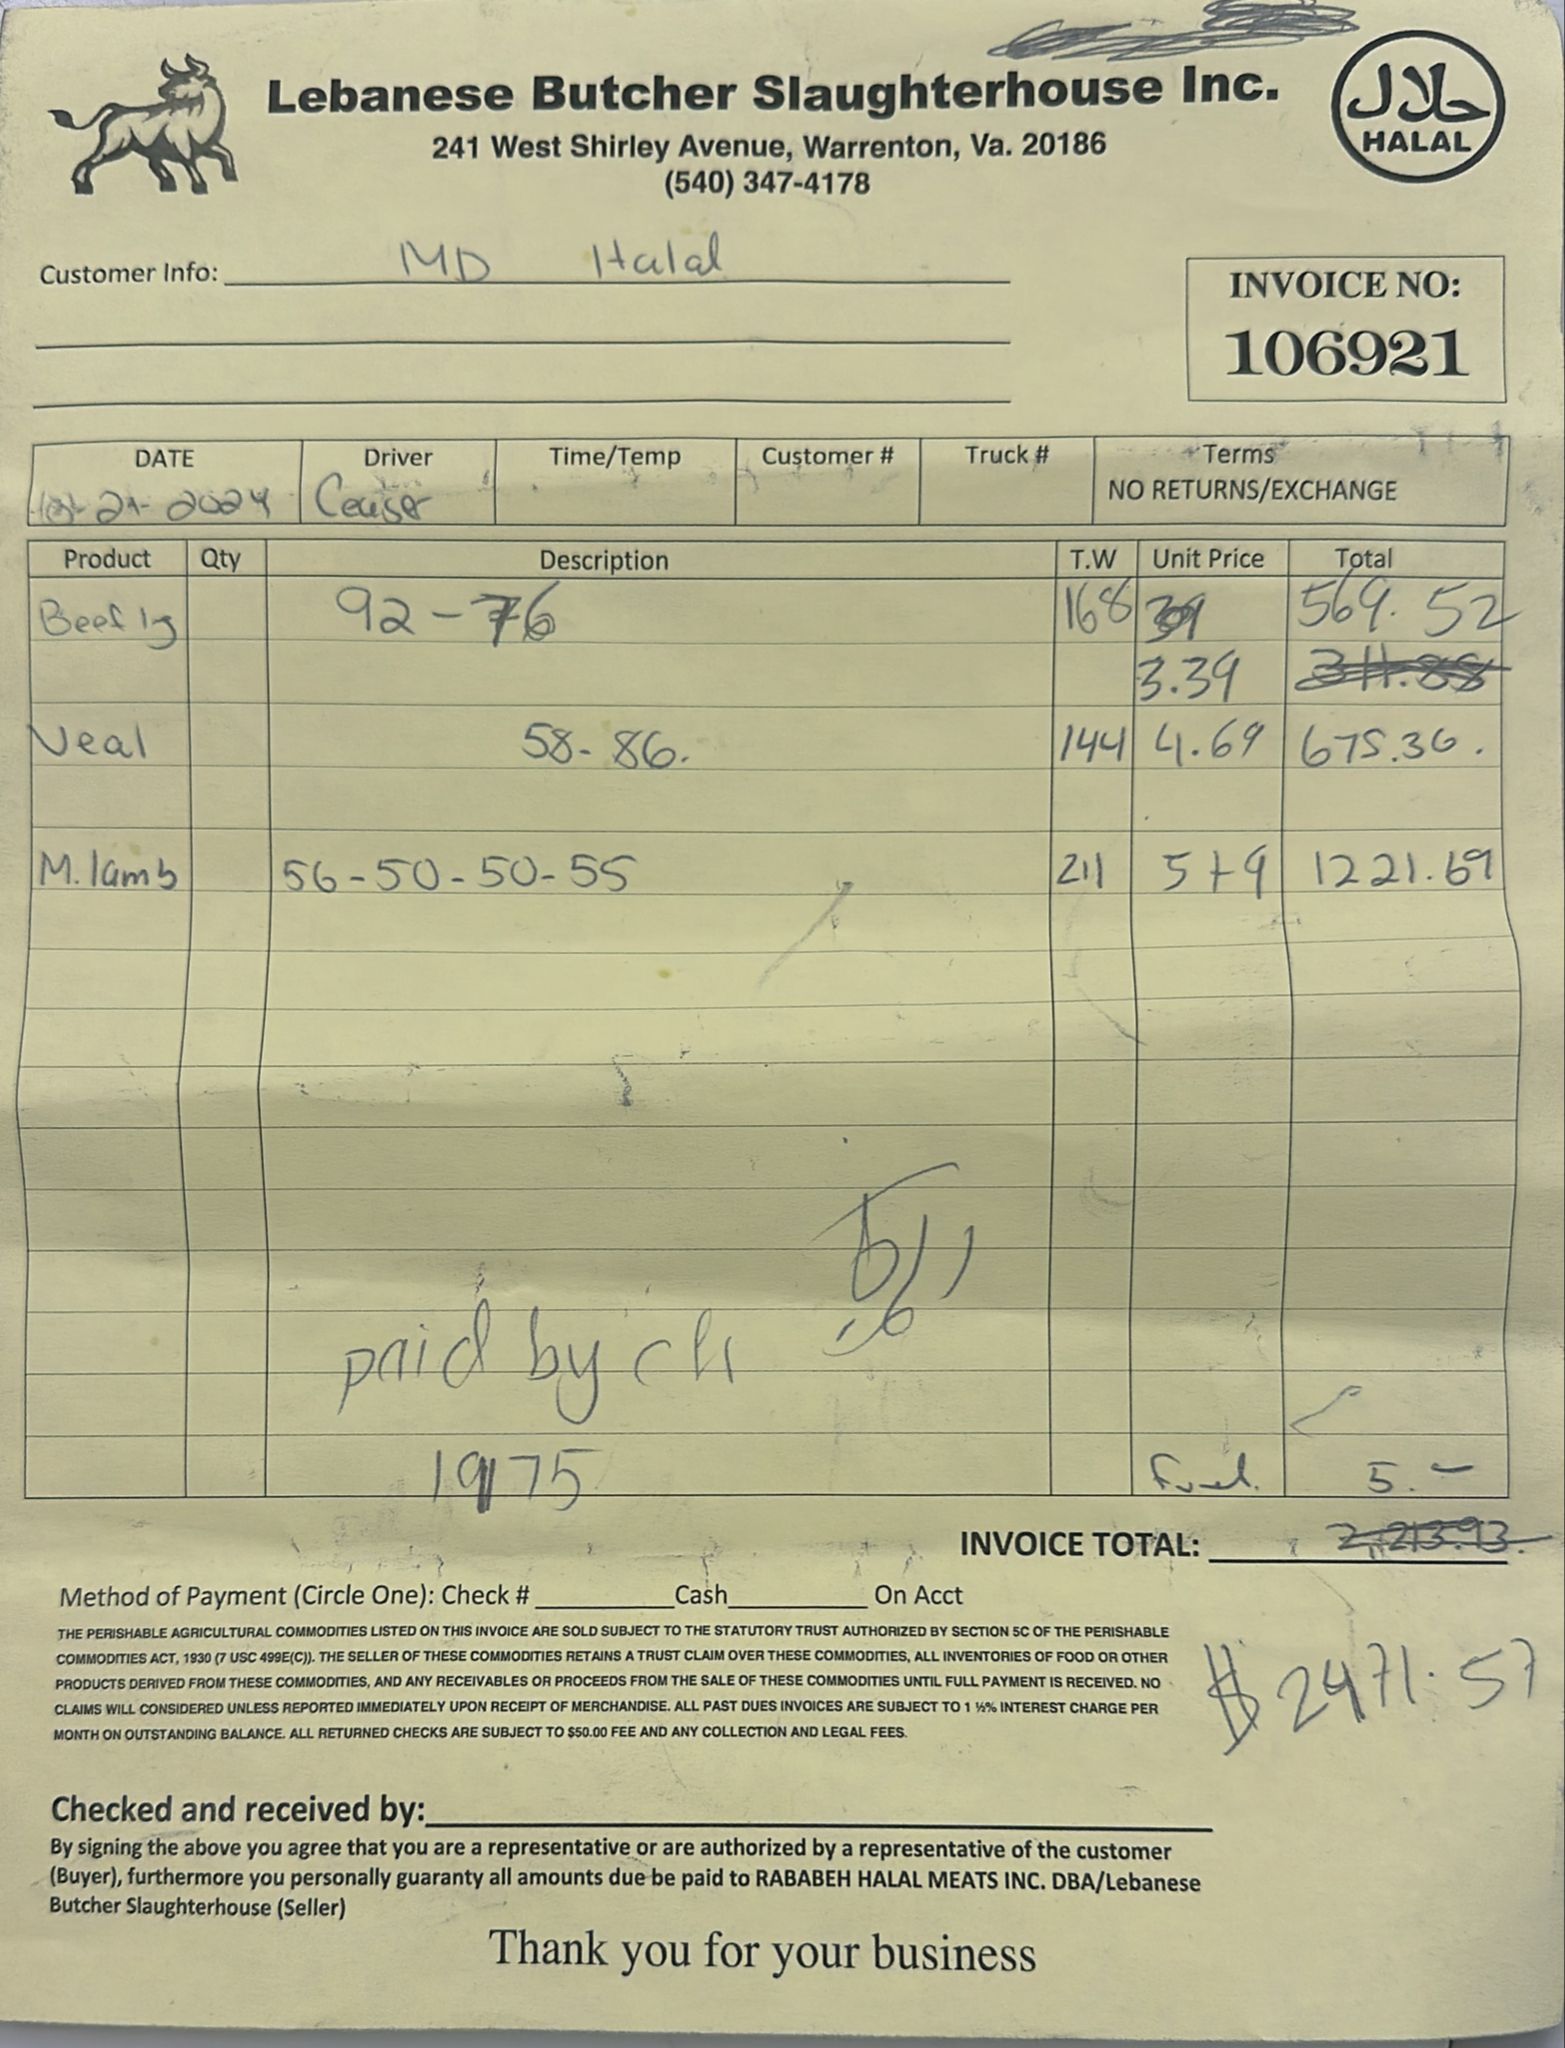 Lebanese Butcher Slaughterhouse Inc.
241 West Shirley Avenue, Warrenton, Va. 20186
(540) 347-4178
حلال
HALAL
Customer Info: MD Halal
INVOICE NO:
106921
DATE Driver Time/Temp Customer # Truck # Terms
21-2024 NO RETURNS/EXCHANGE
Product Qty Description T.W Unit Price Total
Beef lg 92-76 168 569.52
3.39 311.88
Veal 58-86. 144 4.69 675.36.
M.lamb 56-50-50-55 211 579 1221.69
paid by ch
1975 Fuel. 5.-
INVOICE TOTAL: 2,213.93.
Method of Payment (Circle One): Check # Cash On Acct
THE PERISHABLE AGRICULTURAL COMMODITIES LISTED ON THIS INVOICE ARE SOLD SUBJECT TO THE STATUTORY TRUST AUTHORIZED BY SECTION 5C OF THE PERISHABLE
COMMODITIES ACT, 1930 (7 USC 499E(C)). THE SELLER OF THESE COMMODITIES RETAINS A TRUST CLAIM OVER THESE COMMODITIES, ALL INVENTORIES OF FOOD OR OTHER
PRODUCTS DERIVED FROM THESE COMMODITIES, AND ANY RECEIVABLES OR PROCEEDS FROM THE SALE OF THESE COMMODITIES UNTIL FULL PAYMENT IS RECEIVED. NO
CLAIMS WILL CONSIDERED UNLESS REPORTED IMMEDIATELY UPON RECEIPT OF MERCHANDISE. ALL PAST DUES INVOICES ARE SUBJECT TO 1 ½% INTEREST CHARGE PER
MONTH ON OUTSTANDING BALANCE. ALL RETURNED CHECKS ARE SUBJECT TO $50.00 FEE AND ANY COLLECTION AND LEGAL FEES.
$2471.57
Checked and received by:
By signing the above you agree that you are a representative or are authorized by a representative of the customer
(Buyer), furthermore you personally guaranty all amounts due be paid to RABABEH HALAL MEATS INC. DBA/Lebanese
Butcher Slaughterhouse (Seller)
Thank you for your business